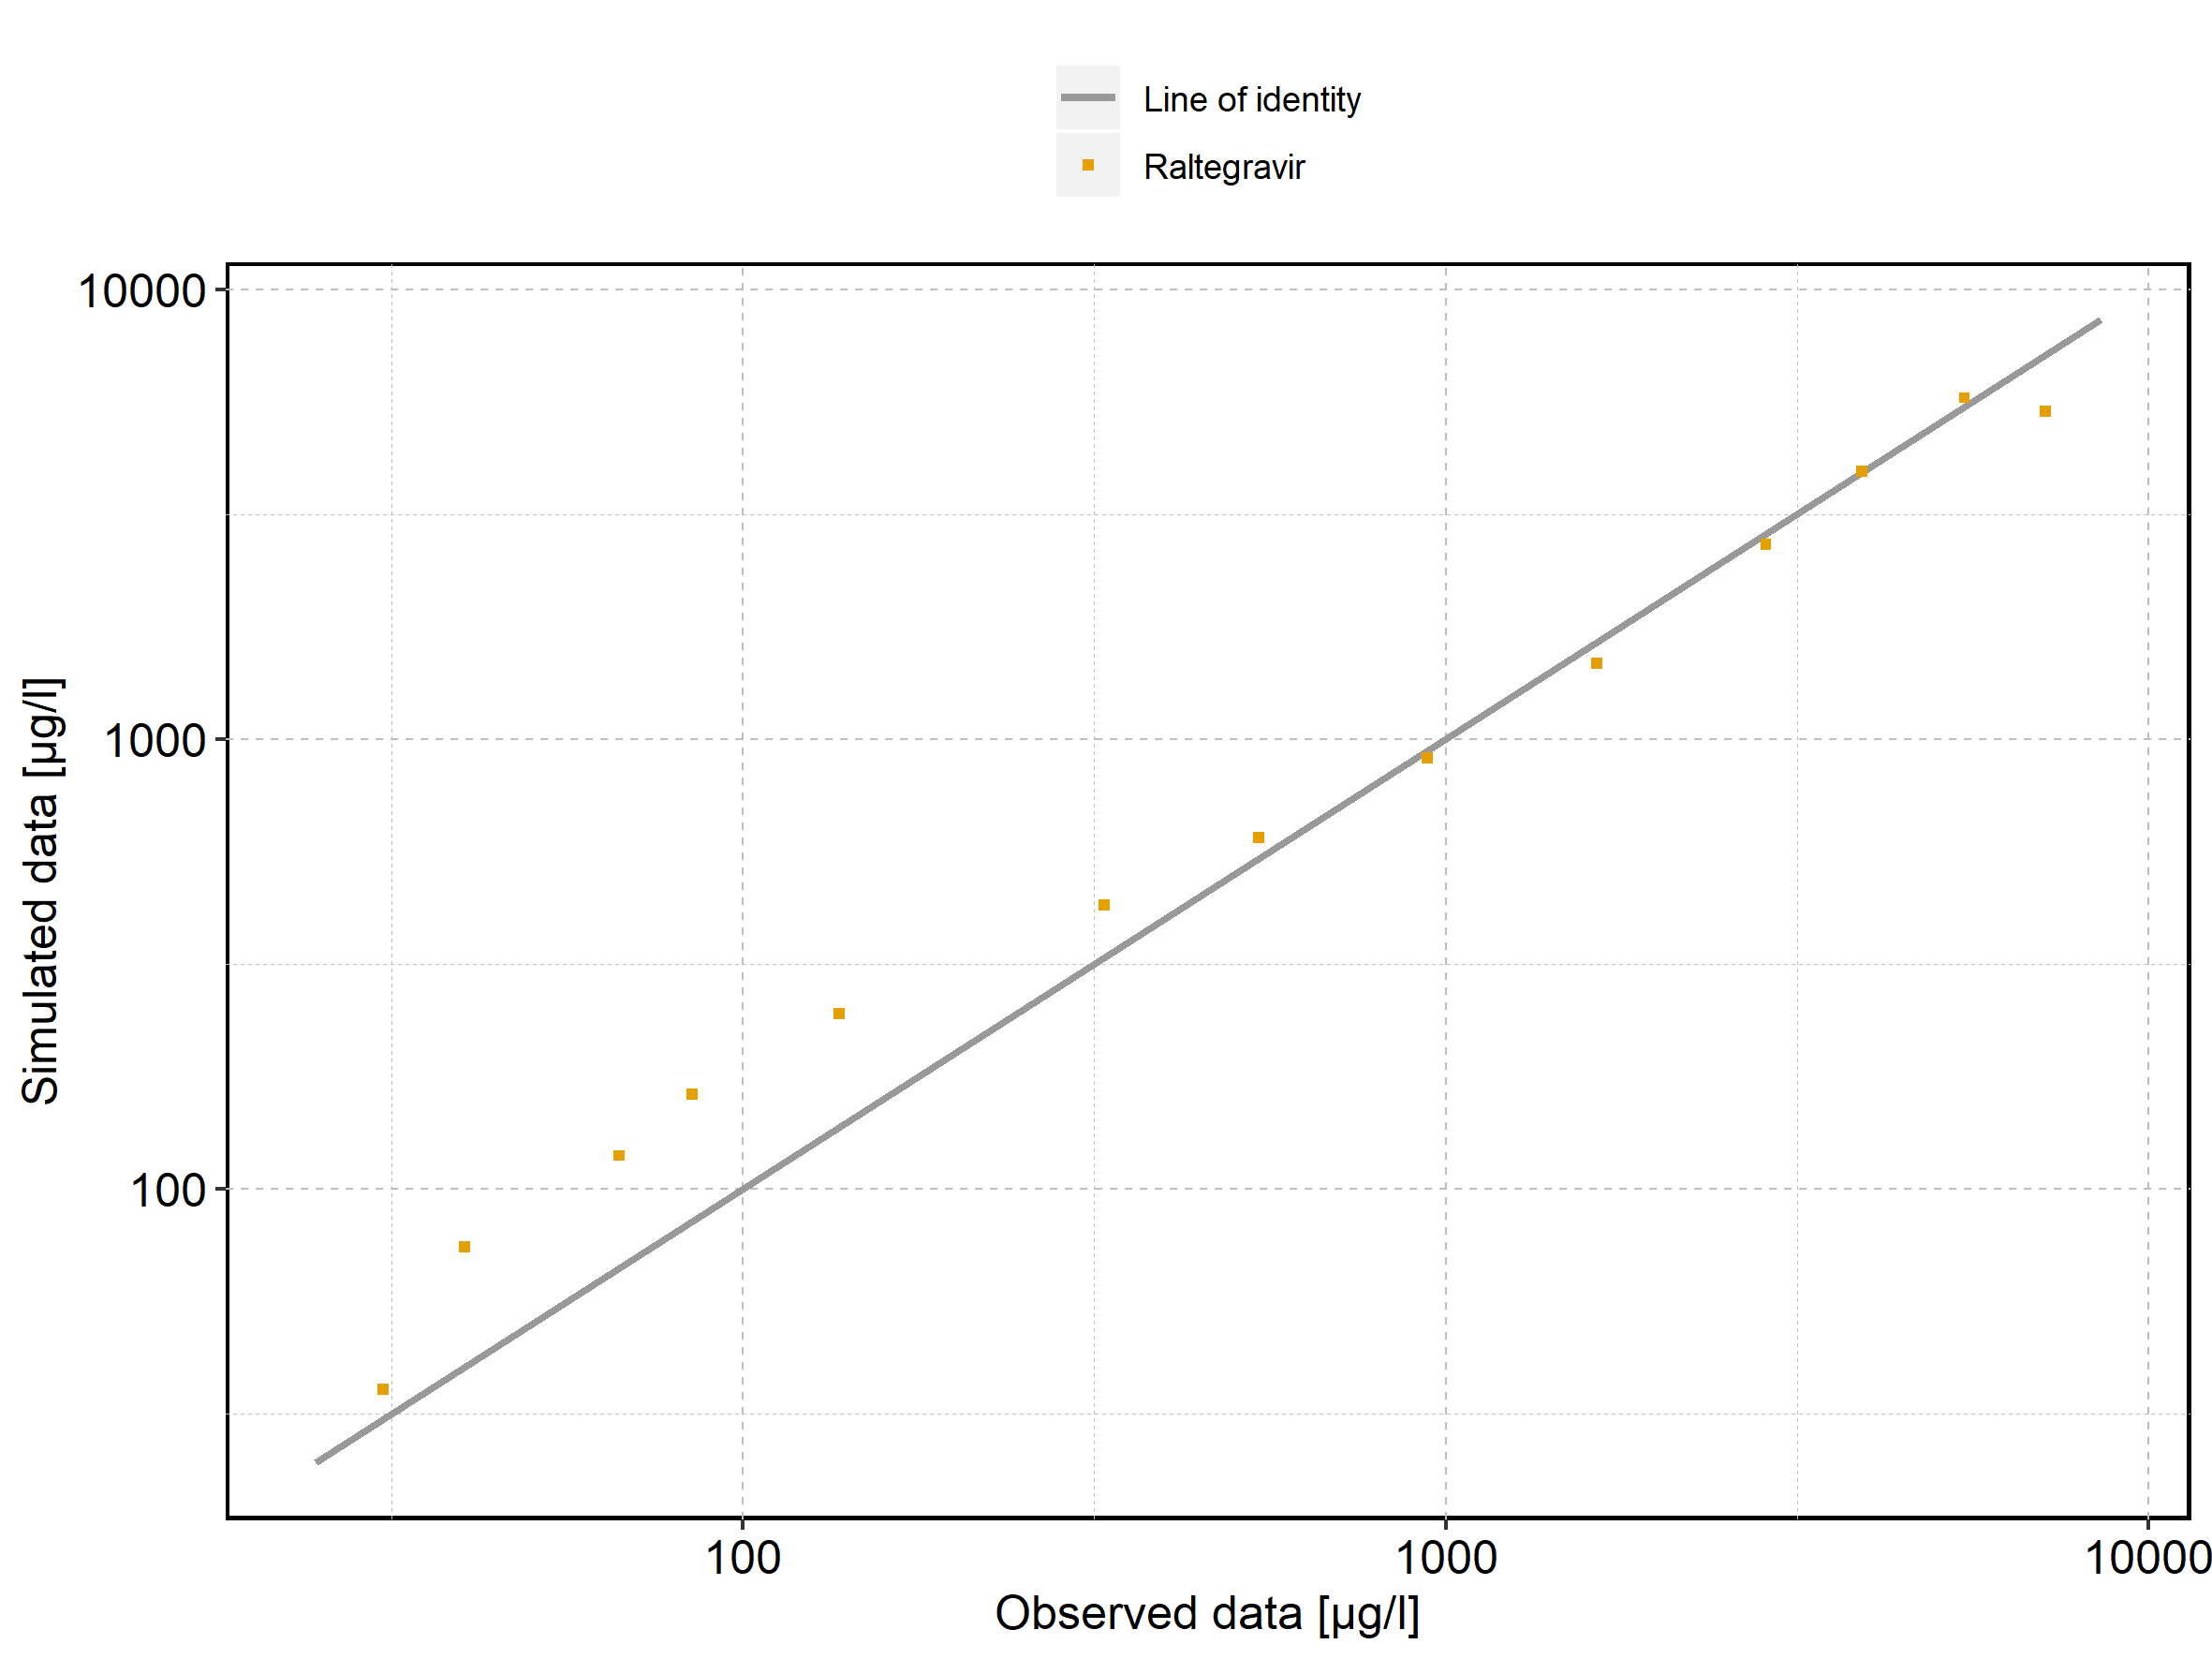 Line of identity
Raltegravir
10000
1000
100
Simulated data [µg/l]
100
1000
10000
Observed data [µg/l]